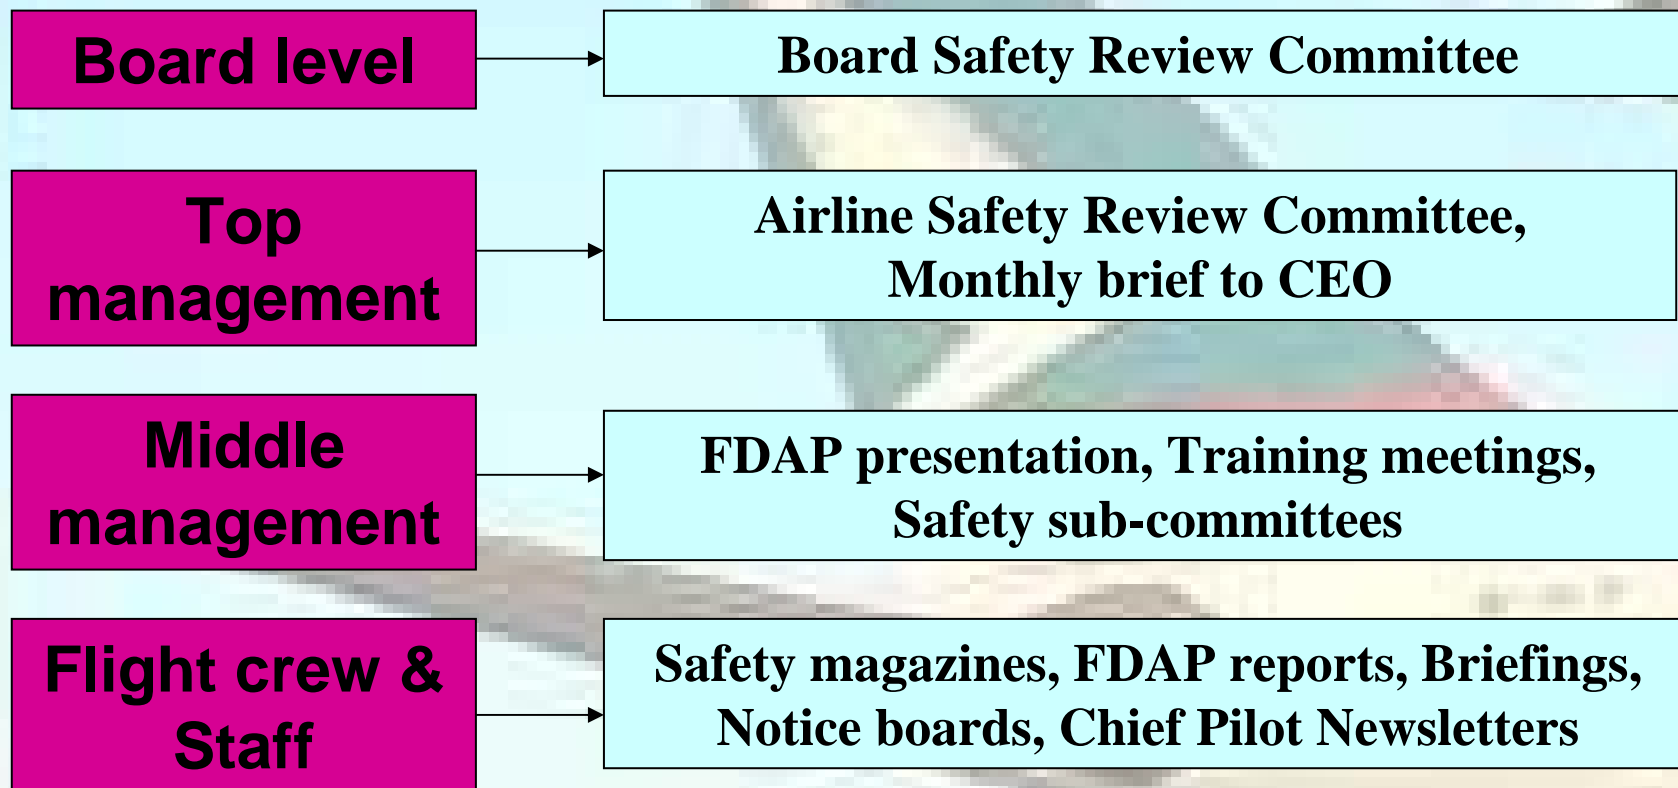 Board level
Board Safety Review Committee
Top
management
Airline Safety Review Committee,
Monthly brief to CEO
Middle
management
FDAP presentation, Training meetings,
Safety sub-committees
Flight crew &
Staff
Safety magazines, FDAP reports, Briefings,
Notice boards, Chief Pilot Newsletters